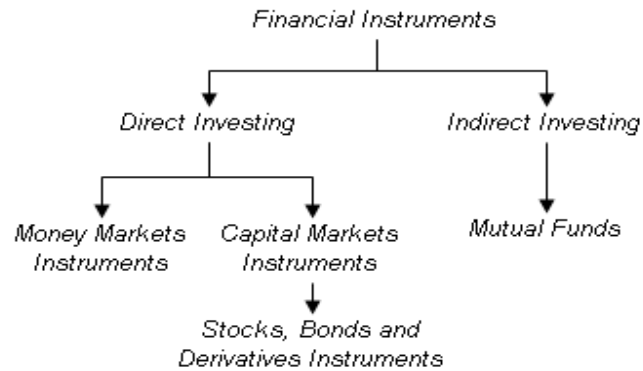 Financial Instruments
Direct Investing
Indirect Investing
Money Markets
Instruments
Capital Markets
Instruments
Mutual Funds
Stocks, Bonds and
Derivatives Instruments